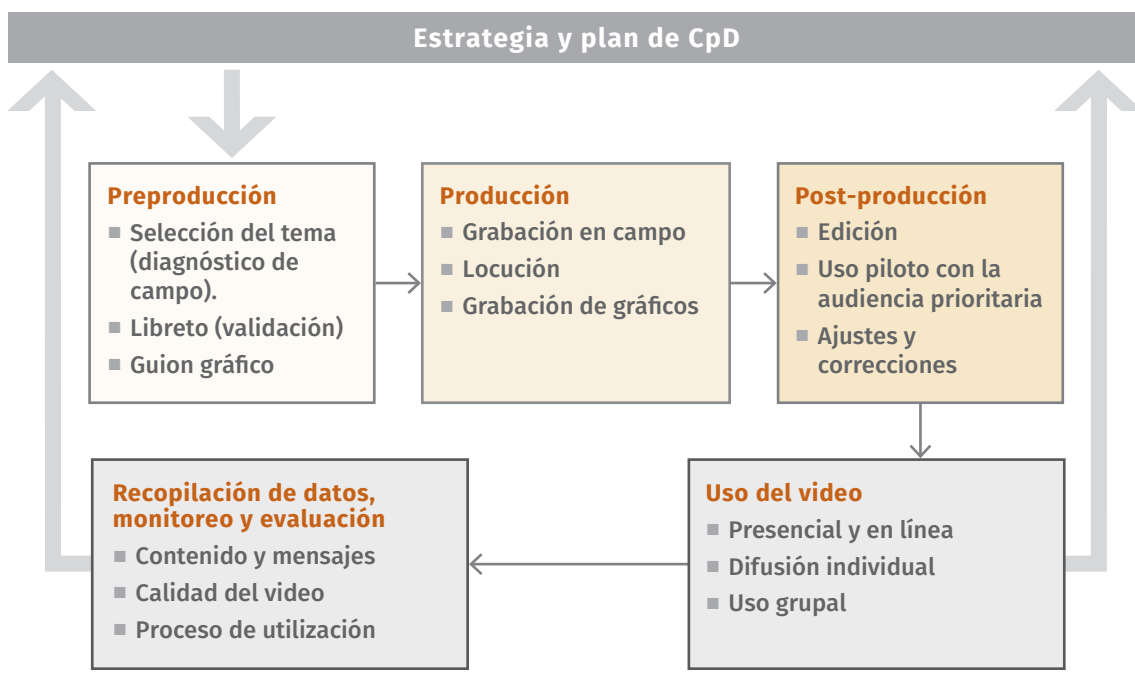 Estrategia y plan de CpD
Preproducción
Selección del tema
(diagnóstico de
campo).
Libreto (validación)
Guion gráfico
Producción
Grabación en campo
Locución
Grabación de gráficos
Post-producción
Edición
Uso piloto con la
audiencia prioritaria
Ajustes y
correcciones
Recopilación de datos,
monitoreo y evaluación
Contenido y mensajes
Calidad del video
Proceso de utilización
Uso del video
Presencial y en línea
Difusión individual
Uso grupal